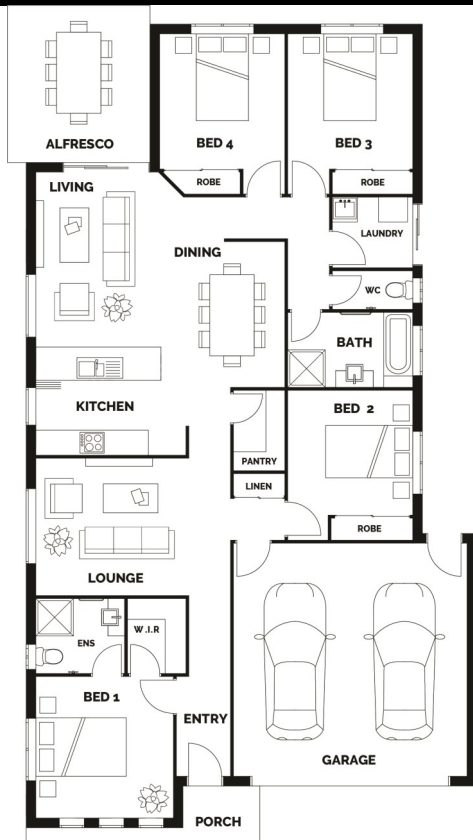 ALFRESCO
BED 4
BED 3
ROBE
ROBE
LIVING
LAUNDRY
DINING
WC
BATH
KITCHEN
BED 2
PANTRY
LINEN
ROBE
LOUNGE
ENS
W.I.R
BED 1
ENTRY
GARAGE
PORCH